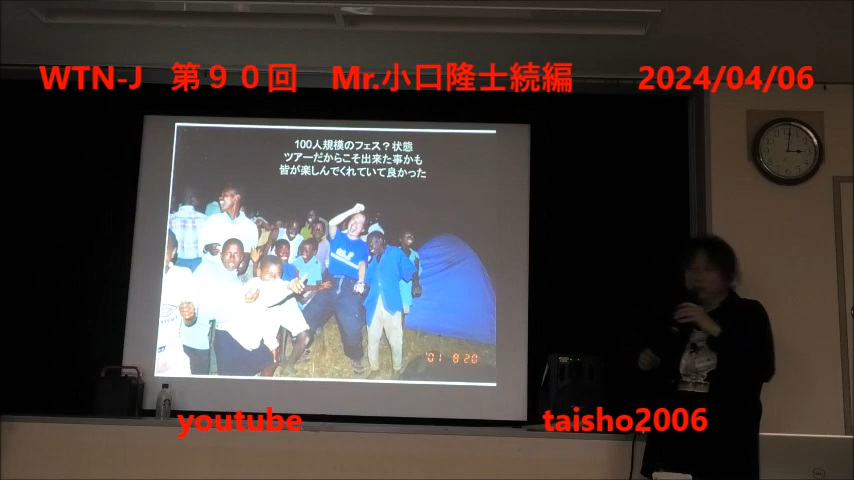 WTN-J 第９０回 Mr.小口隆士続編 2024/04/06
100人規模のフェス？状態
ツアーだからこそ出来た事かも
皆が楽しんでくれていて良かった
'01 8 20
youtube taisho2006